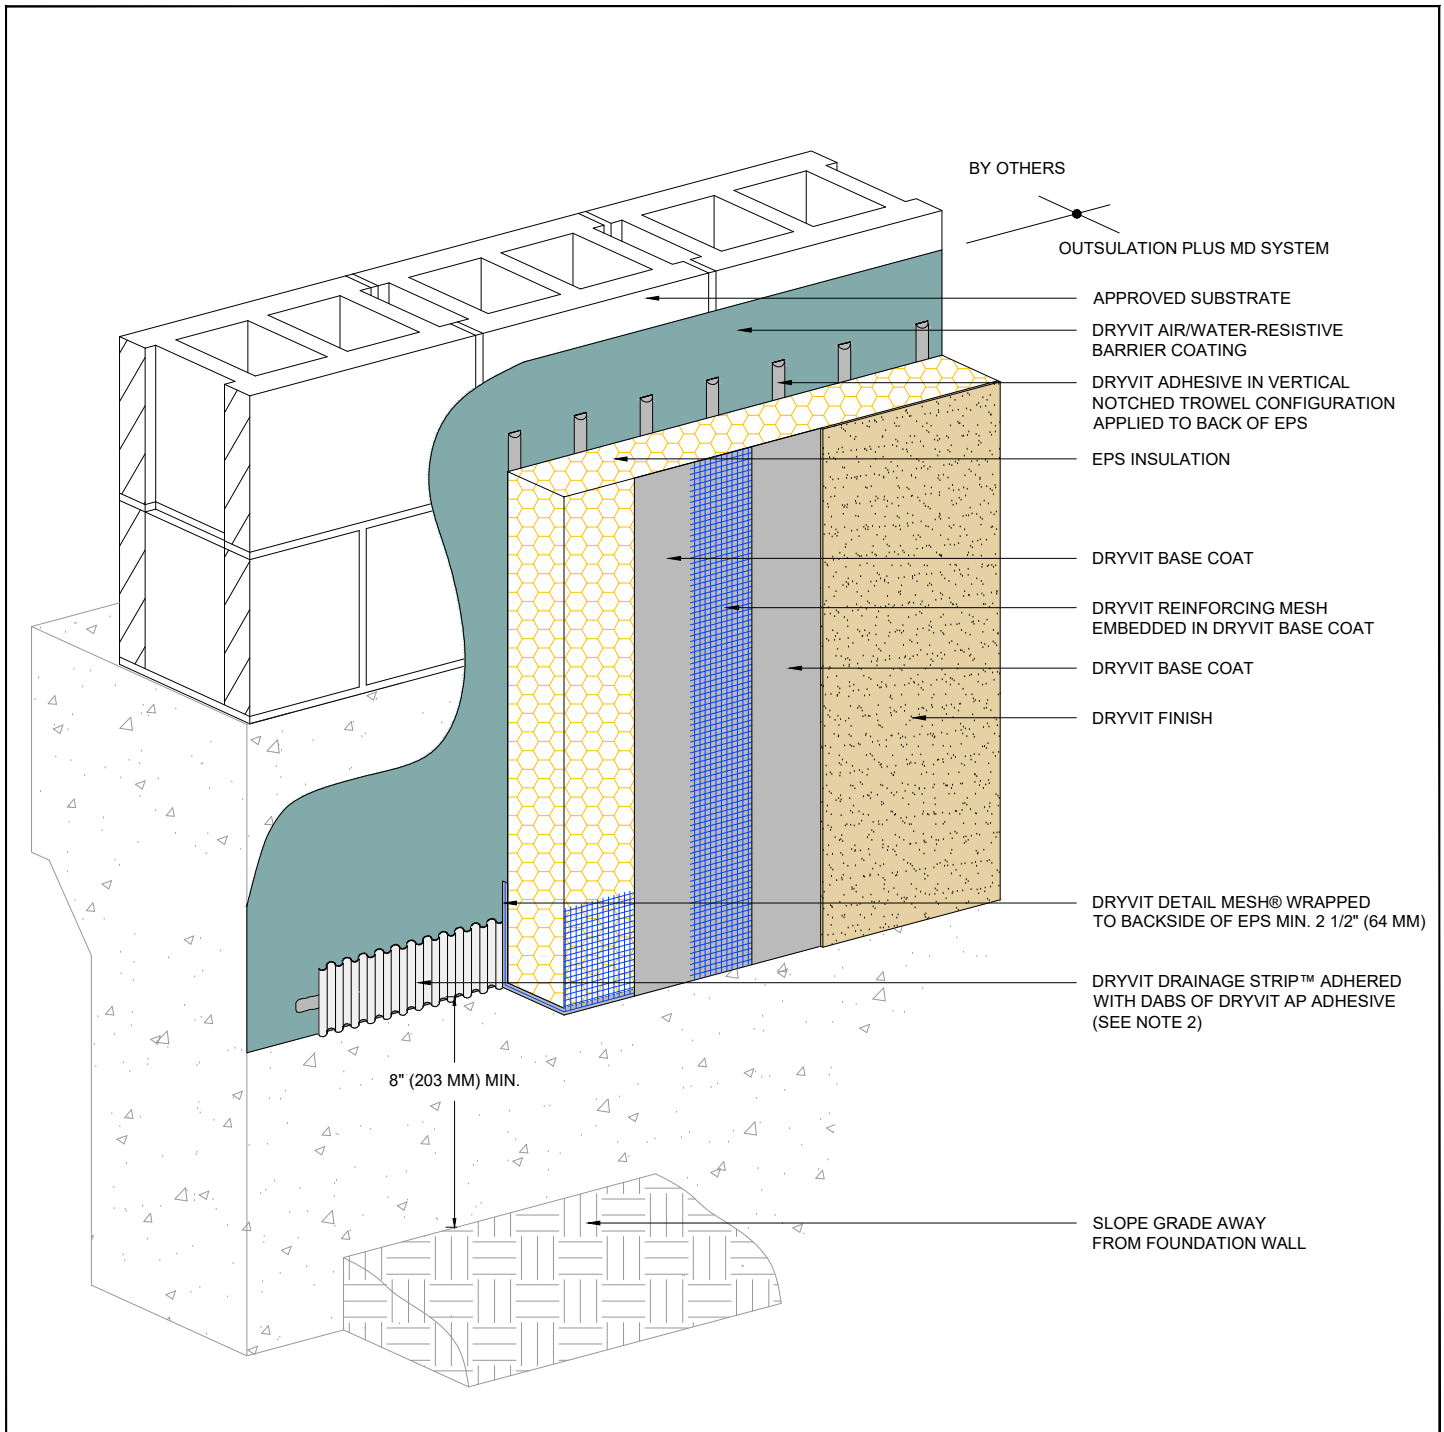 BY OTHERS
OUTSULATION PLUS MD SYSTEM
APPROVED SUBSTRATE
DRYVIT AIR/WATER-RESISTIVE
BARRIER COATING
DRYVIT ADHESIVE IN VERTICAL
NOTCHED TROWEL CONFIGURATION
APPLIED TO BACK OF EPS
EPS INSULATION
DRYVIT BASE COAT
DRYVIT REINFORCING MESH
EMBEDDED IN DRYVIT BASE COAT
DRYVIT BASE COAT
DRYVIT FINISH
DRYVIT DETAIL MESH® WRAPPED
TO BACKSIDE OF EPS MIN. 2 1/2" (64 MM)
DRYVIT DRAINAGE STRIP™ ADHERED
WITH DABS OF DRYVIT AP ADHESIVE
(SEE NOTE 2)
8" (203 MM) MIN.
SLOPE GRADE AWAY
FROM FOUNDATION WALL